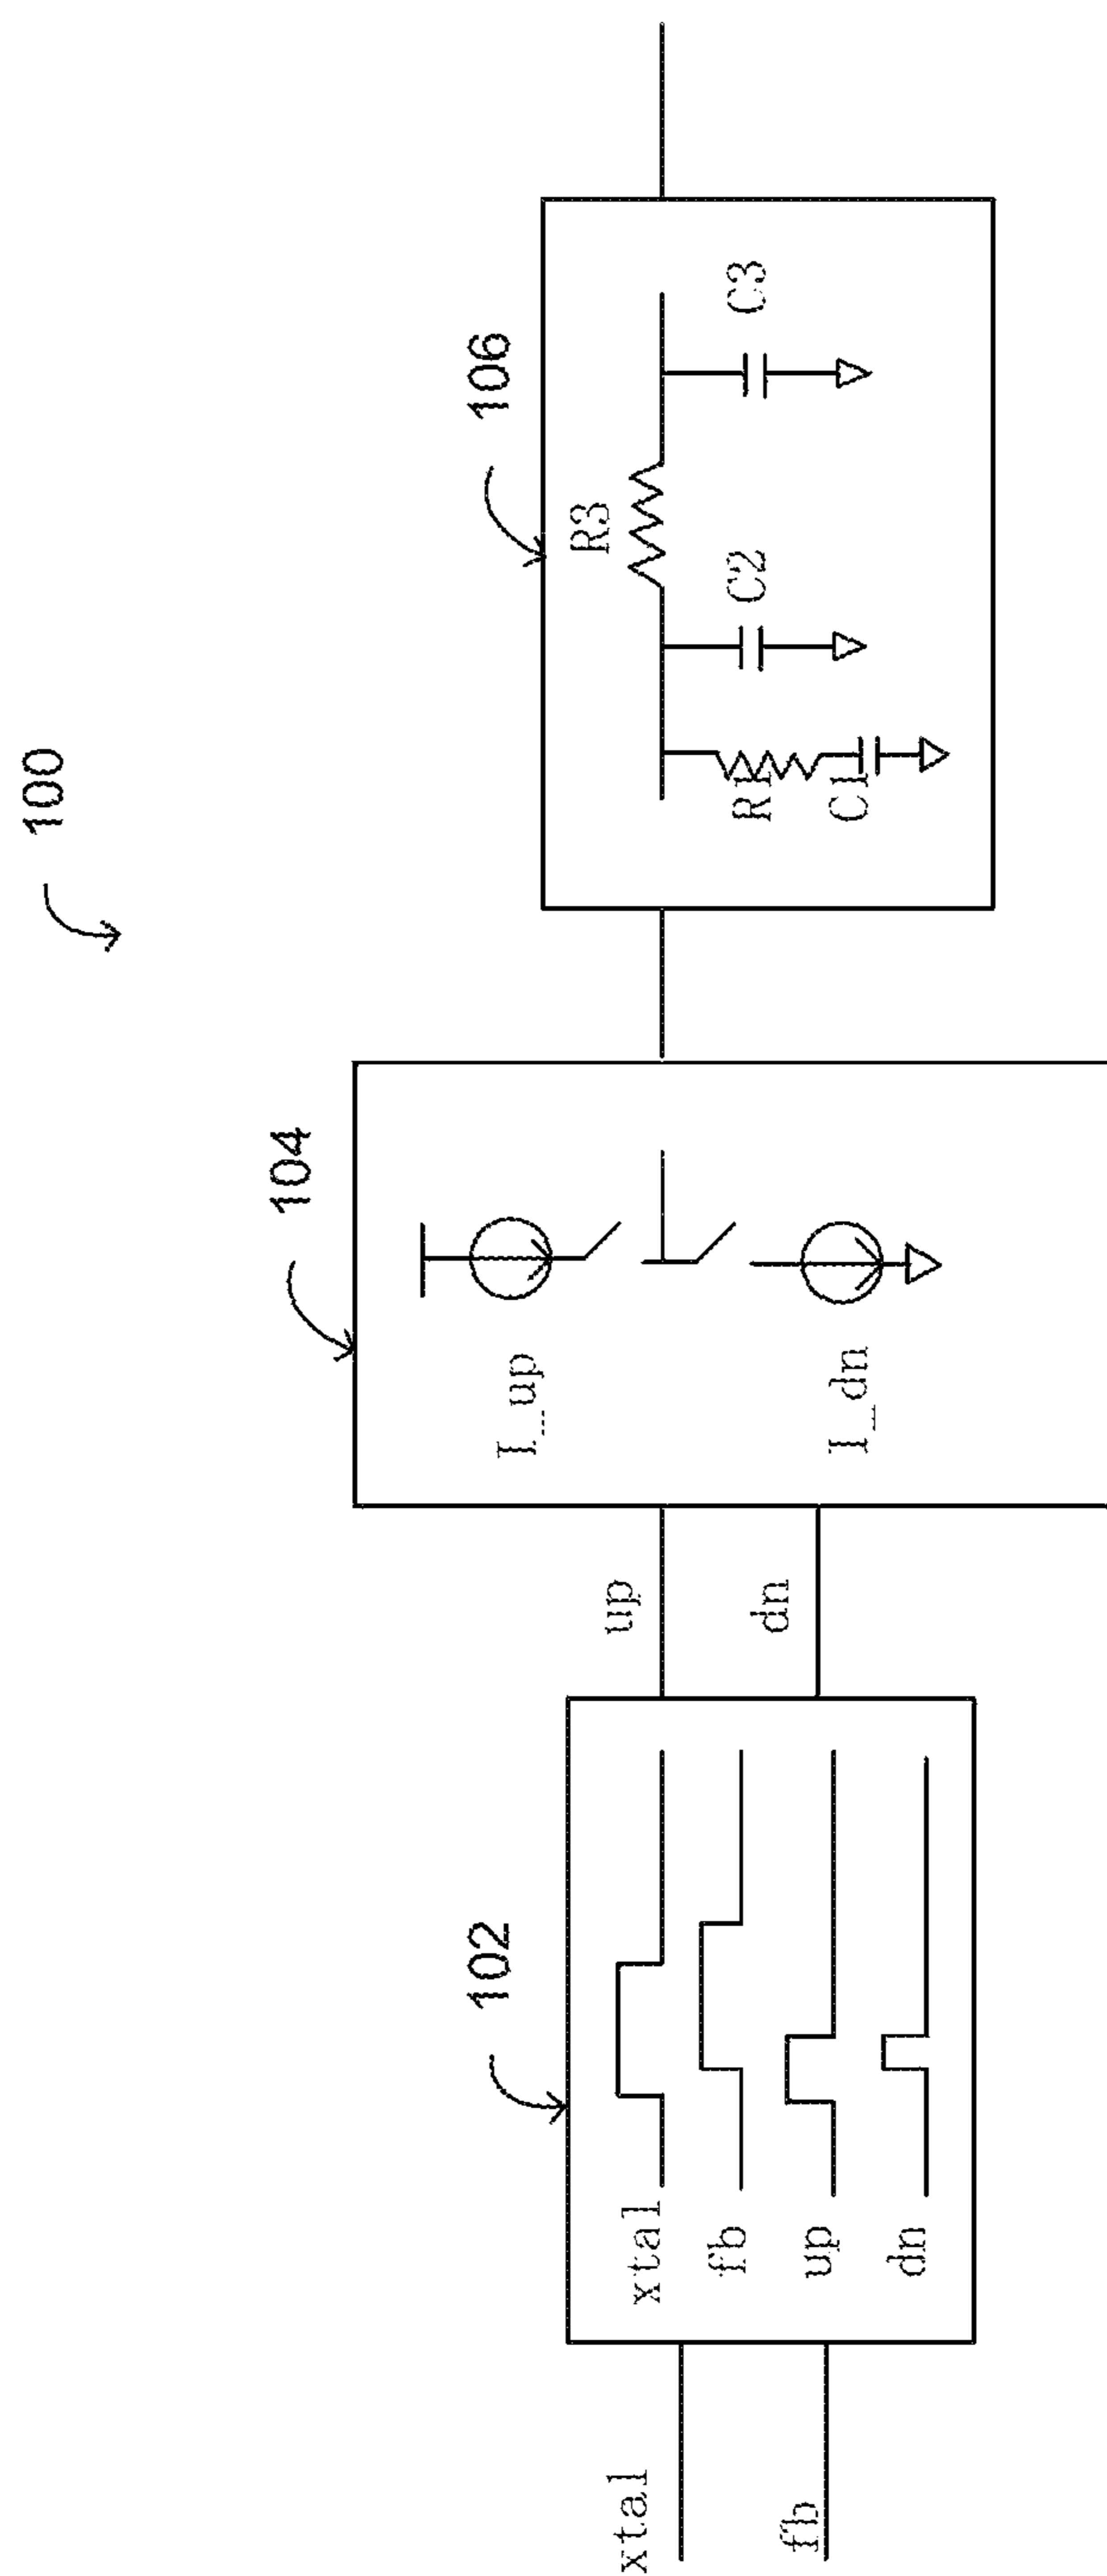 100
102
104
106
xtal
fb
xtal
fb
up
dn
up
dn
I_up
I_dn
R1
C1
C2
R3
C3